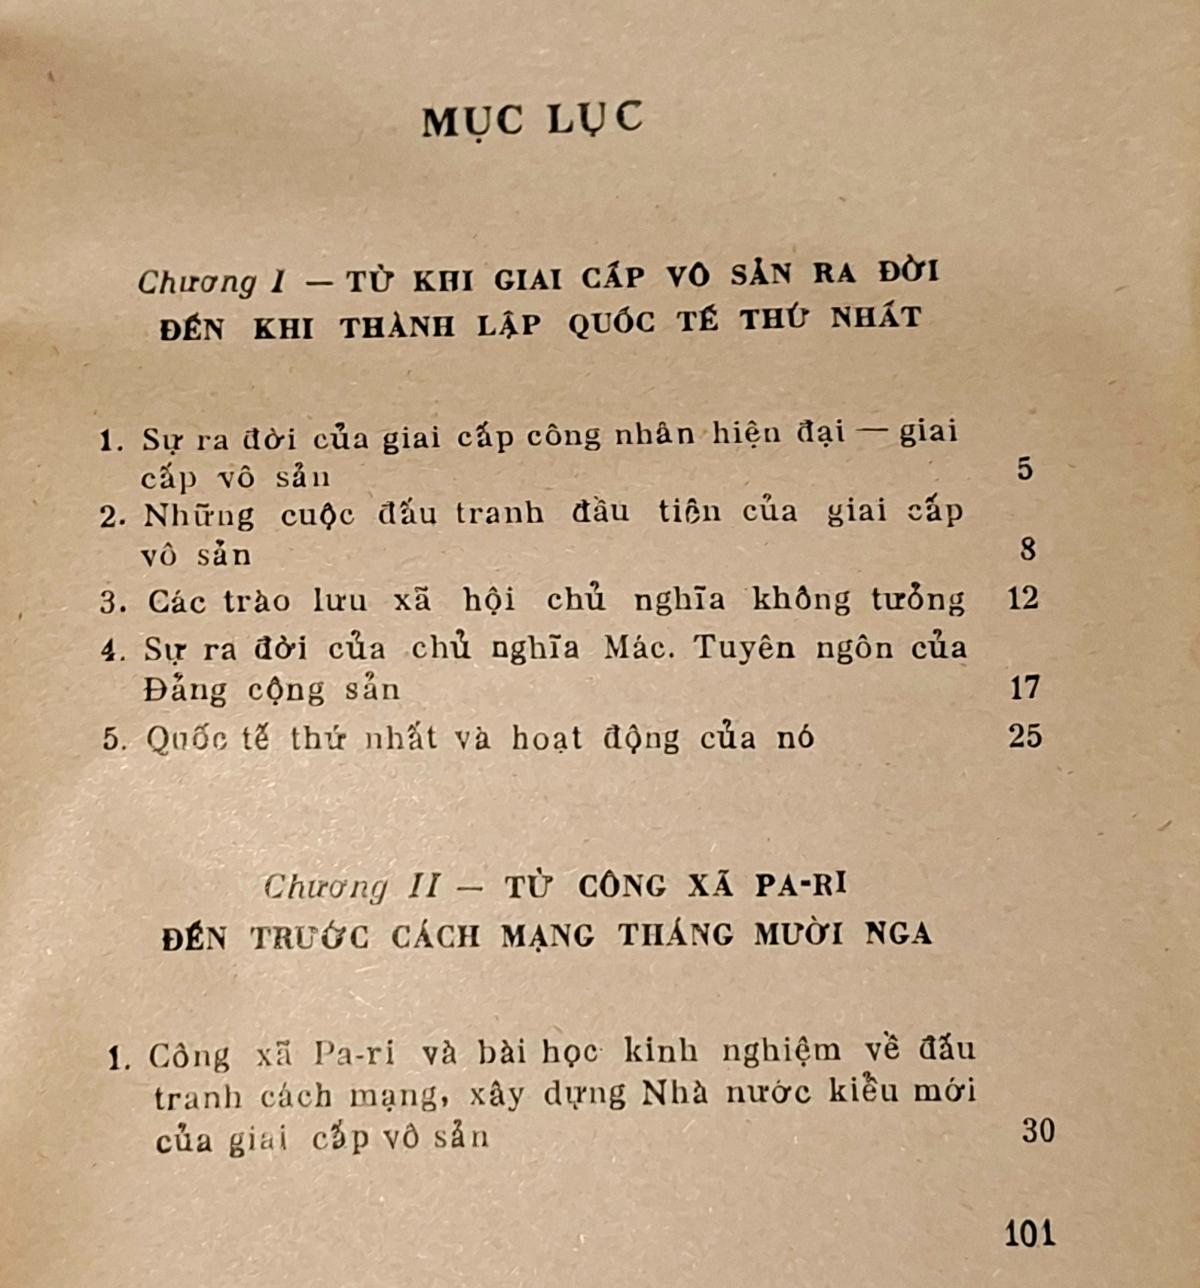 MỤC LỤC
Chương I — TỪ KHI GIAI CẤP VÔ SẢN RA ĐỜI
ĐẾN KHI THÀNH LẬP QUỐC TẾ THỨ NHẤT
1. Sự ra đời của giai cấp công nhân hiện đại — giai
cấp vô sản 5
2. Những cuộc đấu tranh đầu tiên của giai cấp
vô sản 8
3. Các trào lưu xã hội chủ nghĩa không tưởng 12
4. Sự ra đời của chủ nghĩa Mác. Tuyên ngôn của
Đảng cộng sản 17
5. Quốc tế thứ nhất và hoạt động của nó 25
Chương II — TỪ CÔNG XÃ PA-RI
ĐẾN TRƯỚC CÁCH MẠNG THÁNG MƯỜI NGA
1. Công xã Pa-ri và bài học kinh nghiệm về đấu
tranh cách mạng, xây dựng Nhà nước kiểu mới
của giai cấp vô sản 30
101